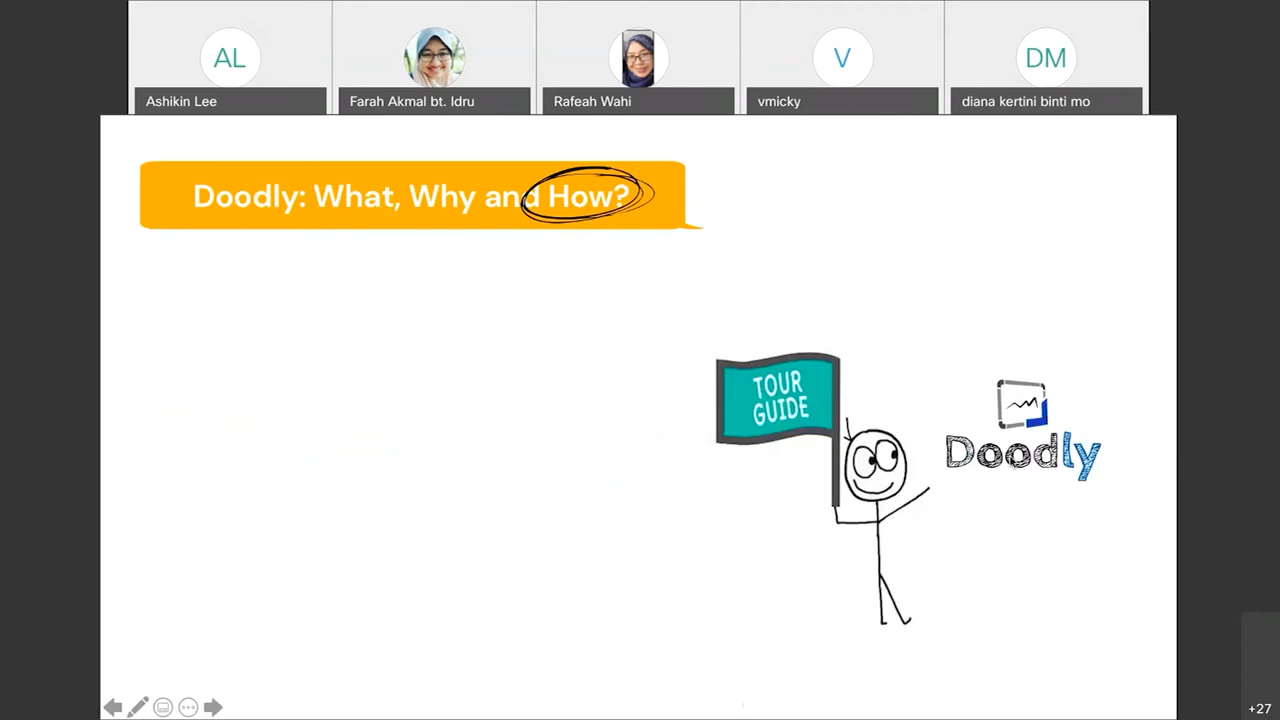 AL
V
DM
Ashikin Lee
Farah Akmal bt. Idru
Rafeah Wahi
vmicky
diana kertini binti mo
Doodly: What, Why and How?
TOUR
GUIDE
Doodly
+27